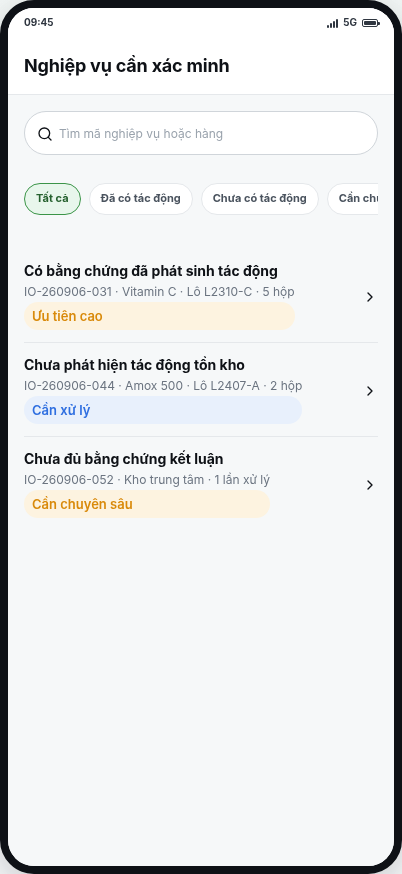 09:45
5G
Nghiệp vụ cần xác minh
Tìm mã nghiệp vụ hoặc hàng
Tất cả
Đã có tác động
Chưa có tác động
Cần chu
Có bằng chứng đã phát sinh tác động
IO-260906-031 · Vitamin C · Lô L2310-C · 5 hộp
Ưu tiên cao
Chưa phát hiện tác động tồn kho
IO-260906-044 · Amox 500 · Lô L2407-A · 2 hộp
Cần xử lý
Chưa đủ bằng chứng kết luận
IO-260906-052 · Kho trung tâm · 1 lần xử lý
Cần chuyên sâu